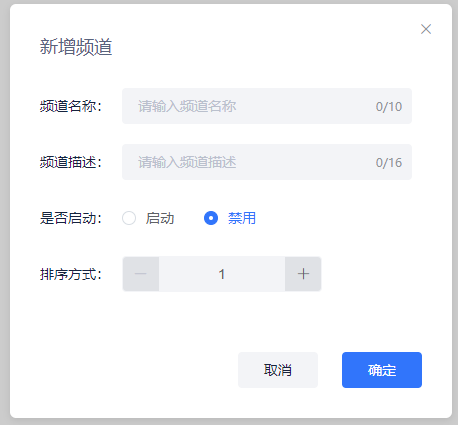 新增频道
频道名称： 请输入频道名称 0/10
频道描述： 请输入频道描述 0/16
是否启动： 启动 禁用
排序方式： — 1 +
取消 确定